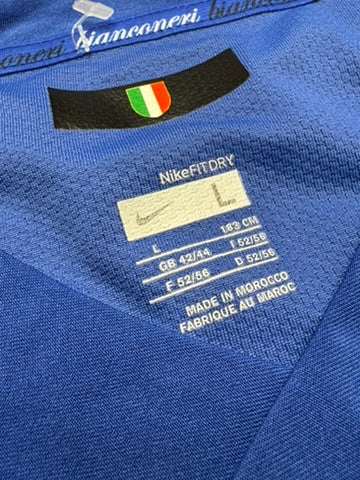 bianconeri bianconeri
NikeFITDRY
L
L 183 CM
GB 42/44 I 52/56
F 52/56 D 52/56
MADE IN MOROCCO
FABRIQUE AU MAROC